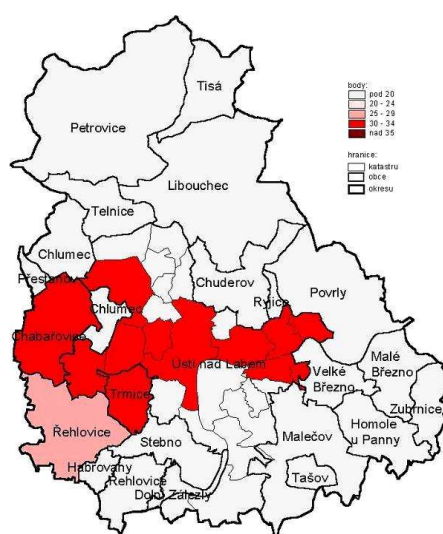 Tisá
Petrovice
Libouchec
Telnice
Chlumec
Přestanov
Chuderov
Chlumec
Ryjice
Povrly
Chabařovice
Ústí nad Labem
Malé
Březno
Velké
Březno
Trmice
Zubrnice
Řehlovice
Stebno
Malečov
Homole
u Panny
Habrovany
Řehlovice
Tašov
Doln. Zálezly
body:
pod 20
20 - 24
25 - 29
30 - 34
nad 35
hranice:
katastru
obce
okresu